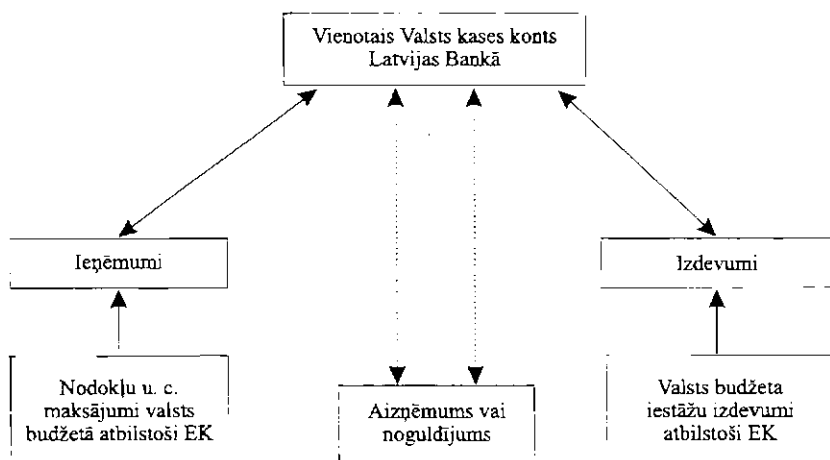 Vienotais Valsts kases konts
Latvijas Bankā
Ieņēmumi
Izdevumi
Nodokļu u. c.
maksājumi valsts
budžetā atbilstoši EK
Aizņēmums vai
noguldījums
Valsts budžeta
iestāžu izdevumi
atbilstoši EK